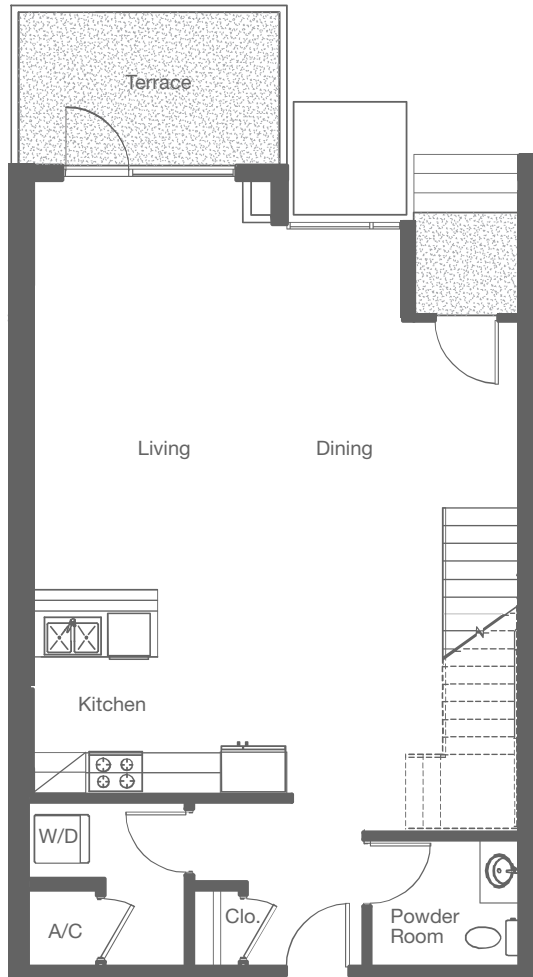 Terrace
Living
Dining
Kitchen
W/D
A/C
Clo.
Powder
Room